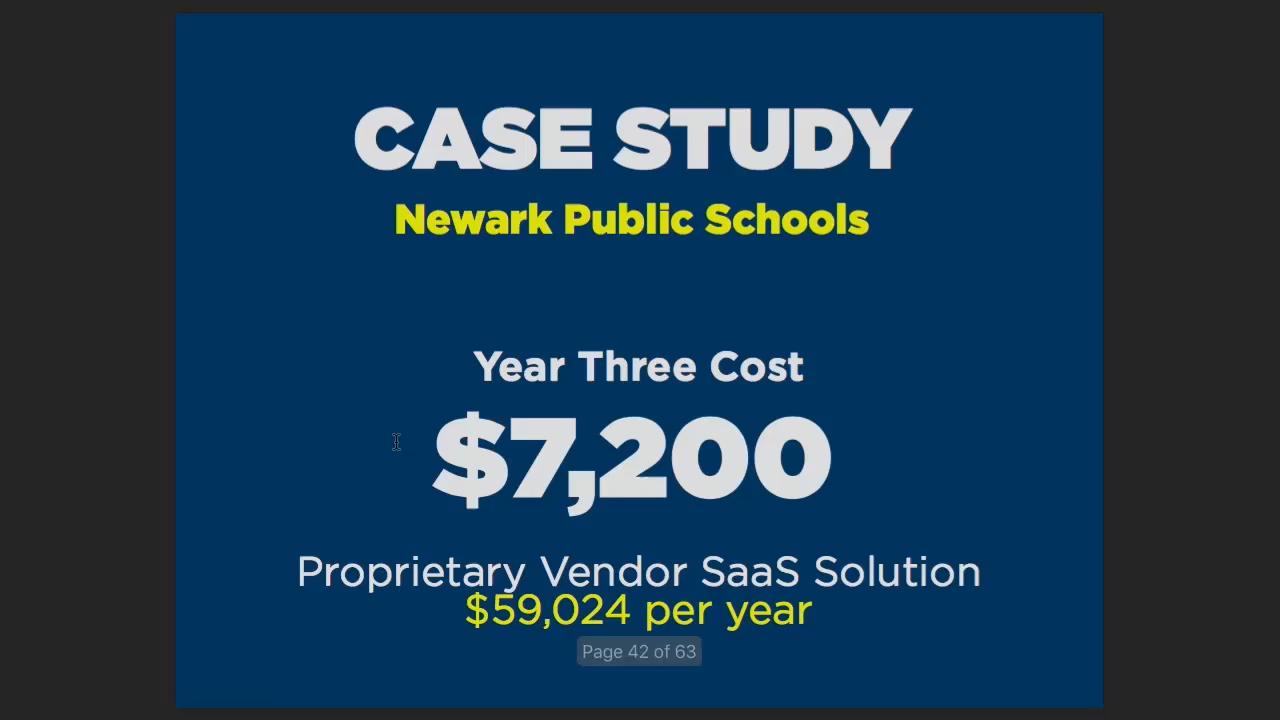 CASE STUDY
Newark Public Schools
Year Three Cost
$7,200
Proprietary Vendor SaaS Solution
$59,024 per year
Page 42 of 63